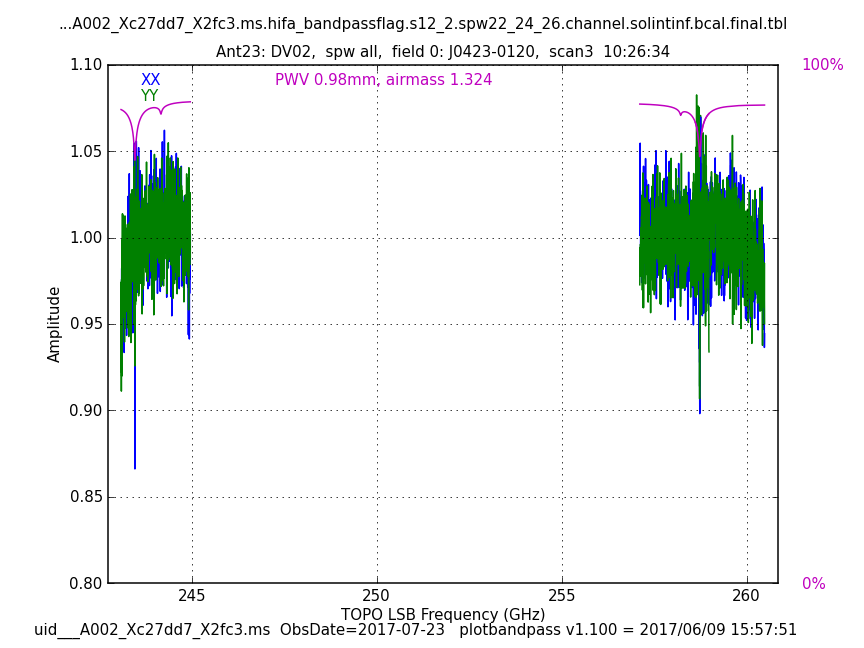 ...A002_Xc27dd7_X2fc3.ms.hifa_bandpassflag.s12_2.spw22_24_26.channel.solintinf.bcal.final.tbl
Ant23: DV02,  spw all,  field 0: J0423-0120,  scan3  10:26:34
1.10
100%
XX
PWV 0.98mm, airmass 1.324
YY
1.05
1.00
0.95
Amplitude
0.90
0.85
0.80
0%
245
250
255
260
TOPO LSB Frequency (GHz)
uid___A002_Xc27dd7_X2fc3.ms  ObsDate=2017-07-23   plotbandpass v1.100 = 2017/06/09 15:57:51